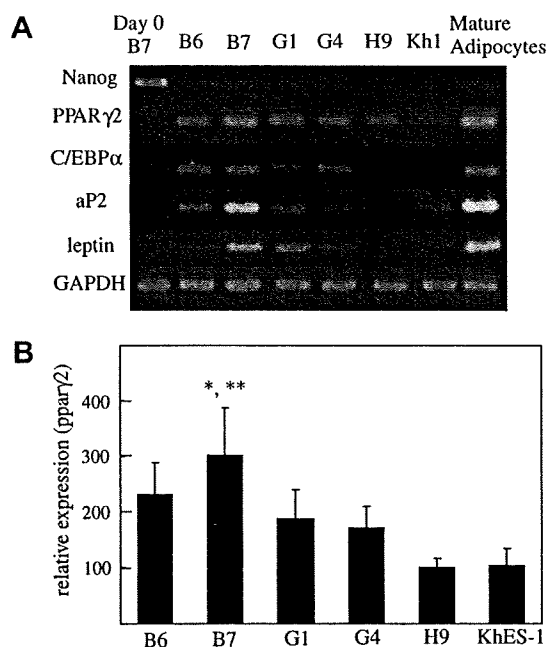 A
Day 0
B7 B6 B7 G1 G4 H9 Kh1 Mature Adipocytes
Nanog
PPARγ2
C/EBPα
aP2
leptin
GAPDH
B
relative expression (pparγ2)
400
300
200
100
*, **
B6 B7 G1 G4 H9 KhES-1